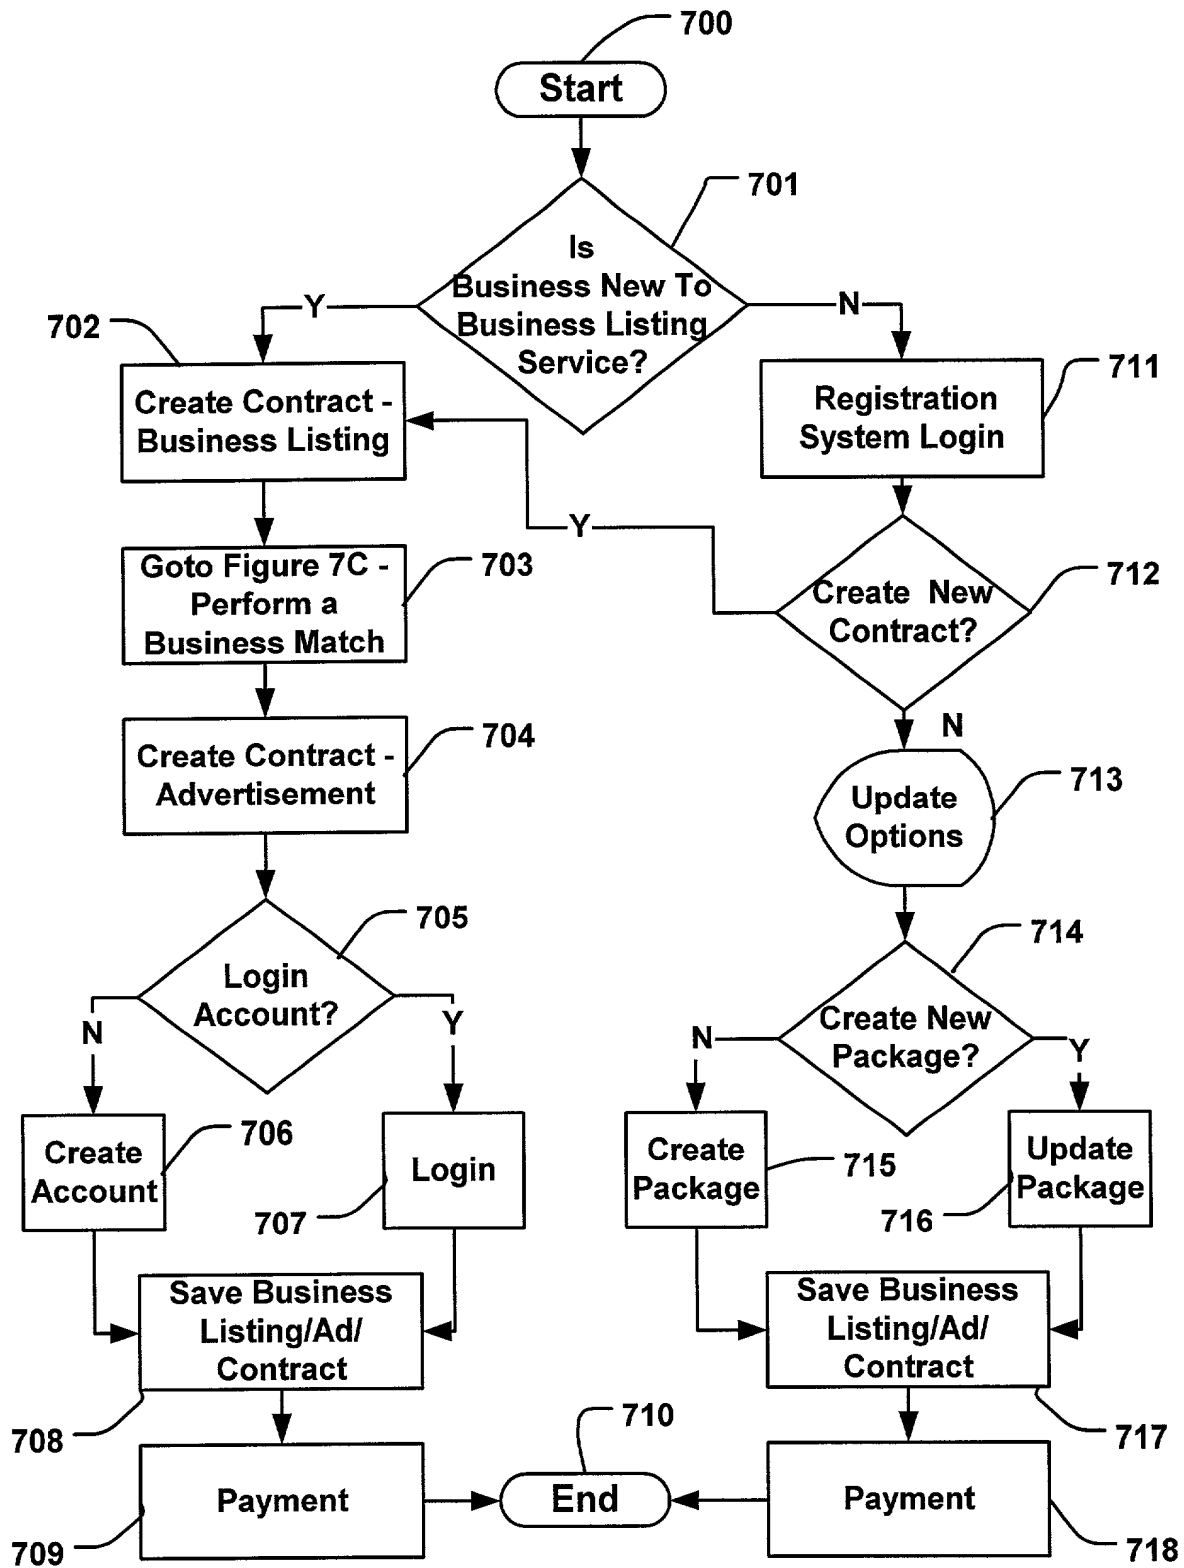 700
Start
701
Is
Business New To
Business Listing
Service?
Y
N
702
Create Contract -
Business Listing
711
Registration
System Login
Y
Goto Figure 7C -
Perform a
Business Match
703
Create New
Contract?
712
N
Create Contract -
Advertisement
704
Update
Options
713
705
Login
Account?
N
Y
714
Create New
Package?
N
Y
Create
Account
706
Login
707
Create
Package
715
Update
Package
716
Save Business
Listing/Ad/
Contract
708
Save Business
Listing/Ad/
Contract
717
Payment
709
710
End
Payment
718